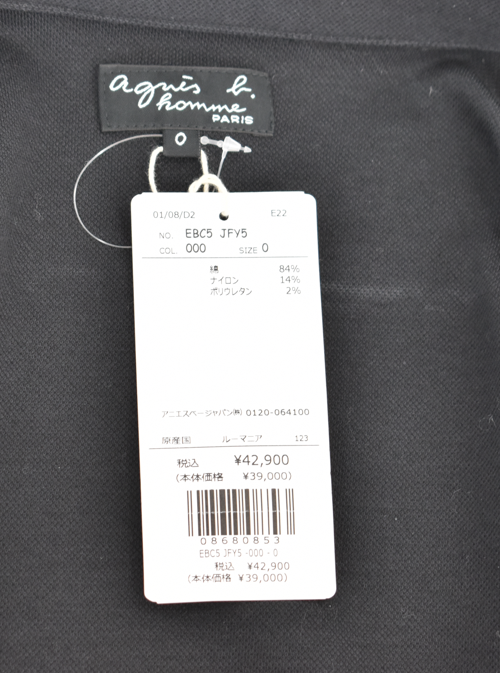 agnès b.
homme
PARIS
0
01/08/D2 E22
NO. EBC5 JFY5
COL. 000 SIZE 0
綿 84%
ナイロン 14%
ポリウレタン 2%
アニエスベージャパン㈱ 0120-064100
原産国 ルーマニア 123
税込 ¥42,900
(本体価格 ¥39,000)
08680853
EBC5 JFY5 -000 - 0
税込 ¥42,900
(本体価格 ¥39,000)